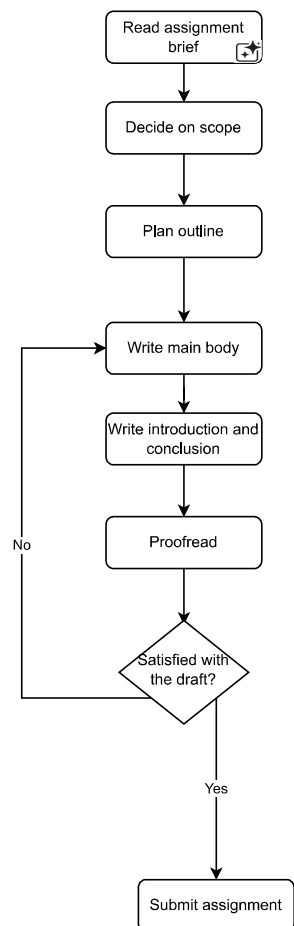 Read assignment
brief
Decide on scope
Plan outline
Write main body
Write introduction and
conclusion
Proofread
No
Satisfied with
the draft?
Yes
Submit assignment